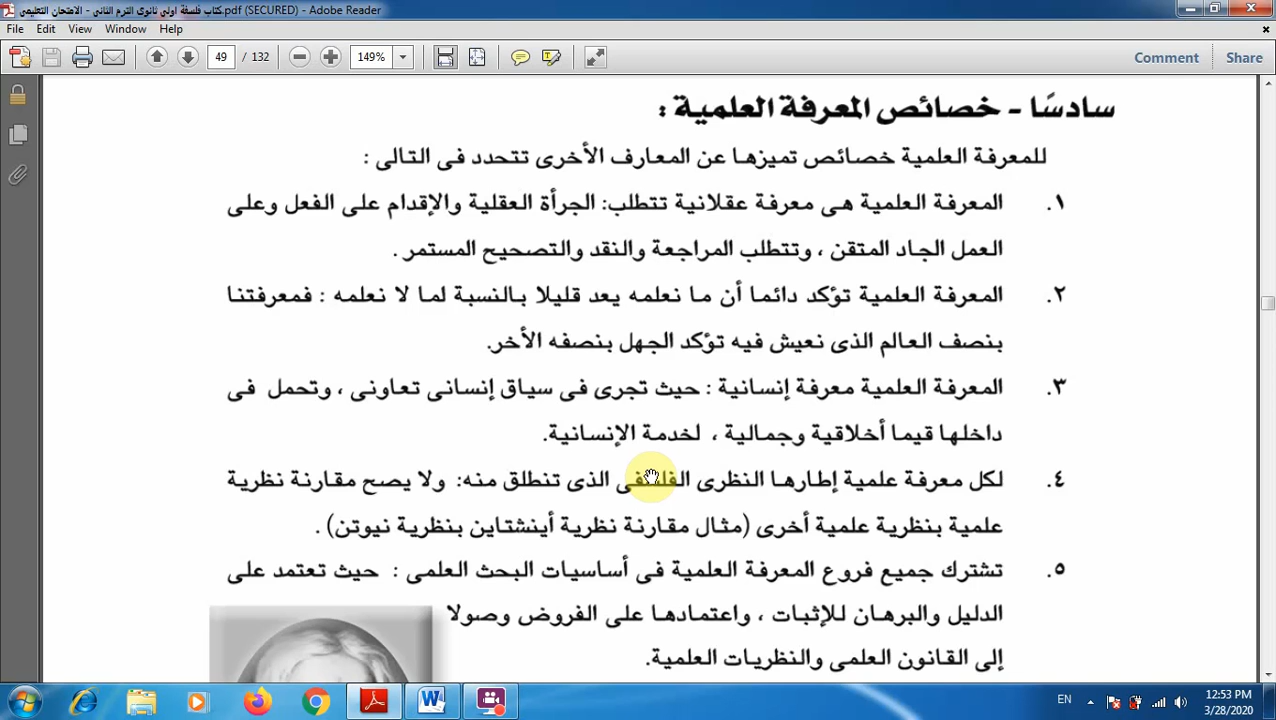 كتاب فلسفة اولى ثانوى الترم الثانى - الامتحان التعليمى.pdf (SECURED) - Adobe Reader
File Edit View Window Help
49 / 132 149% Comment Share
سادسًا - خصائص المعرفة العلمية :
للمعرفة العلمية خصائص تميزها عن المعارف الأخرى تتحدد فى التالى :
١. المعرفة العلمية هى معرفة عقلانية تتطلب: الجرأة العقلية والإقدام على الفعل وعلى
العمل الجاد المتقن ، وتتطلب المراجعة والنقد والتصحيح المستمر .
٢. المعرفة العلمية تؤكد دائما أن ما نعلمه يعد قليلا بالنسبة لما لا نعلمه : فمعرفتنا
بنصف العالم الذى نعيش فيه تؤكد الجهل بنصفه الأخر.
٣. المعرفة العلمية معرفة إنسانية : حيث تجرى فى سياق إنسانى تعاونى ، وتحمل فى
داخلها قيما أخلاقية وجمالية ، لخدمة الإنسانية.
٤. لكل معرفة علمية إطارها النظرى الفلسفى الذى تنطلق منه: ولا يصح مقارنة نظرية
علمية بنظرية علمية أخرى (مثال مقارنة نظرية أينشتاين بنظرية نيوتن) .
٥. تشترك جميع فروع المعرفة العلمية فى أساسيات البحث العلمى : حيث تعتمد على
الدليل والبرهان للإثبات ، واعتمادها على الفروض وصولا
إلى القانون العلمى والنظريات العلمية.
EN 12:53 PM
3/28/2020